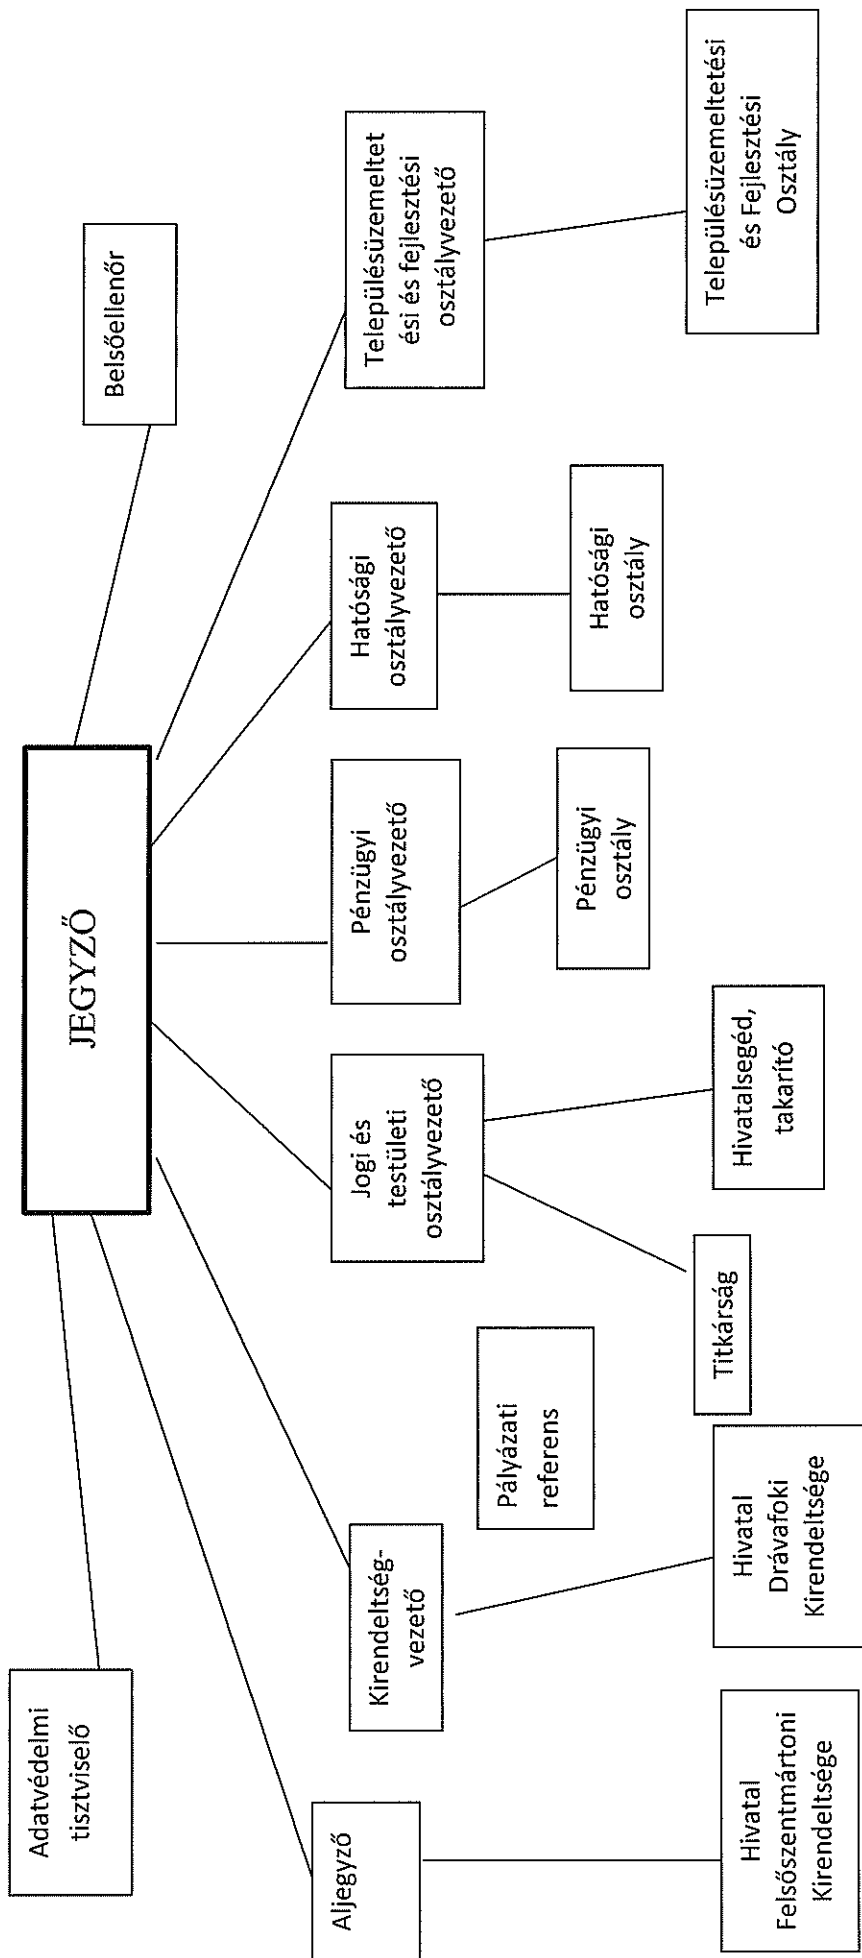 Adatvédelmi
tisztviselő
JEGYZŐ
Belsőellenőr
Aljegyző
Kirendeltség-
vezető
Jogi és
testületi
osztályvezető
Pénzügyi
osztályvezető
Hatósági
osztályvezető
Településüzemeltet
ési és fejlesztési
osztályvezető
Pályázati
referens
Hivatal
Felsőszentmártoni
Kirendeltsége
Hivatal
Drávafoki
Kirendeltsége
Titkárság
Hivatalsegéd,
takarító
Pénzügyi
osztály
Hatósági
osztály
Településüzemeltetési
és Fejlesztési
Osztály